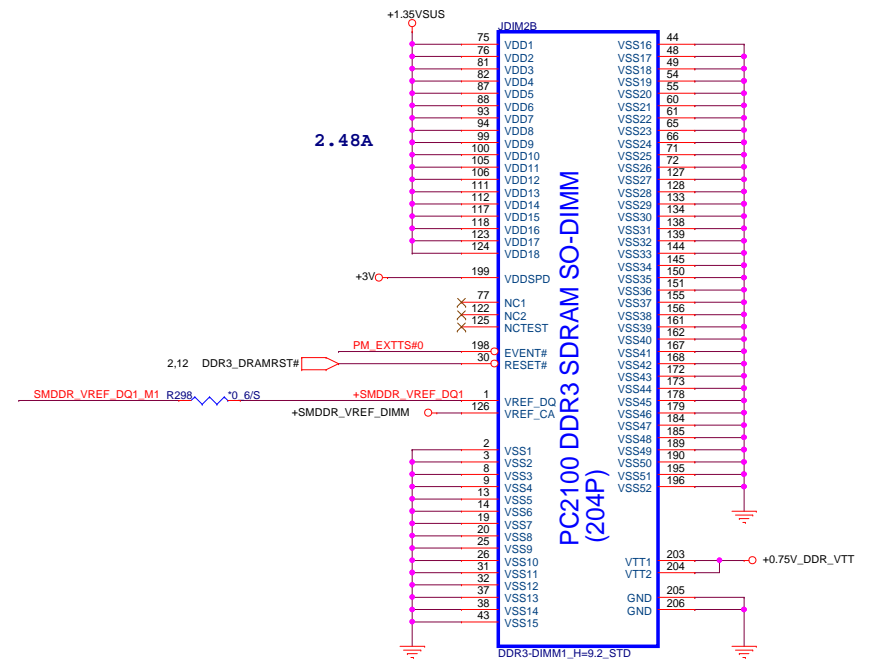 +1.35VSUS
JDIM2B
2.48A
75 VDD1
76 VDD2
81 VDD3
82 VDD4
87 VDD5
88 VDD6
93 VDD7
94 VDD8
99 VDD9
100 VDD10
105 VDD11
106 VDD12
111 VDD13
112 VDD14
117 VDD15
118 VDD16
123 VDD17
124 VDD18
+3V 199 VDDSPD
77 NC1
122 NC2
125 NCTEST
PM_EXTTS#0 198 EVENT#
2,12 DDR3_DRAMRST# 30 RESET#
SMDDR_VREF_DQ1_M1 R298 *0_6/S +SMDDR_VREF_DQ1 1 VREF_DQ
+SMDDR_VREF_DIMM 126 VREF_CA
2 VSS1
3 VSS2
8 VSS3
9 VSS4
13 VSS5
14 VSS6
19 VSS7
20 VSS8
25 VSS9
26 VSS10
31 VSS11
32 VSS12
37 VSS13
38 VSS14
43 VSS15
PC2100 DDR3 SDRAM SO-DIMM
(204P)
VSS16 44
VSS17 48
VSS18 49
VSS19 54
VSS20 55
VSS21 60
VSS22 61
VSS23 65
VSS24 66
VSS25 71
VSS26 72
VSS27 127
VSS28 128
VSS29 133
VSS30 134
VSS31 138
VSS32 139
VSS33 144
VSS34 145
VSS35 150
VSS36 151
VSS37 155
VSS38 156
VSS39 161
VSS40 162
VSS41 167
VSS42 168
VSS43 172
VSS44 173
VSS45 178
VSS46 179
VSS47 184
VSS48 185
VSS49 189
VSS50 190
VSS51 195
VSS52 196
VTT1 203 +0.75V_DDR_VTT
VTT2 204
GND 205
GND 206
DDR3-DIMM1_H=9.2_STD